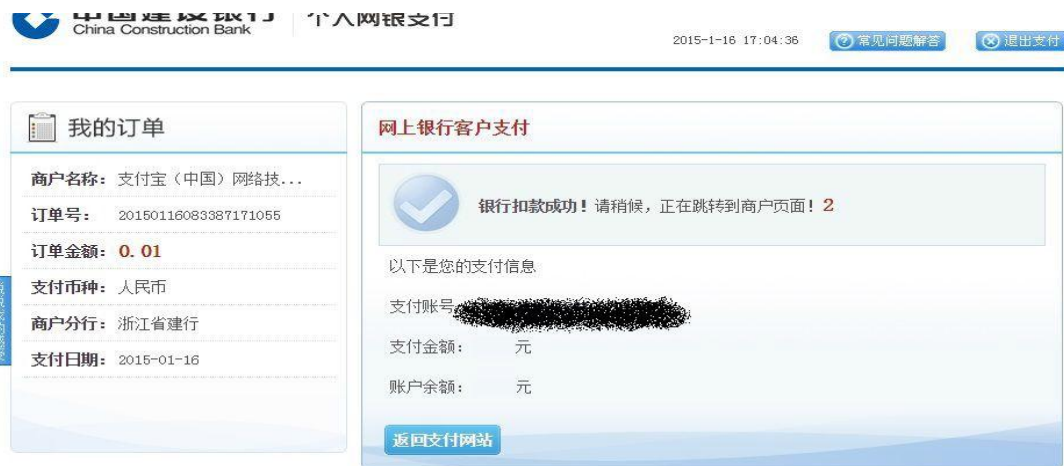 中国建设银行
China Construction Bank
个人网银支付
2015-1-16 17:04:36
常见问题解答
退出支付
我的订单
商户名称：支付宝（中国）网络技...
订单号：20150116083387171055
订单金额：0.01
支付币种：人民币
商户分行：浙江省建行
支付日期：2015-01-16
网上银行客户支付
银行扣款成功！请稍候，正在跳转到商户页面！2
以下是您的支付信息
支付账号
支付金额： 元
账户余额： 元
返回支付网站